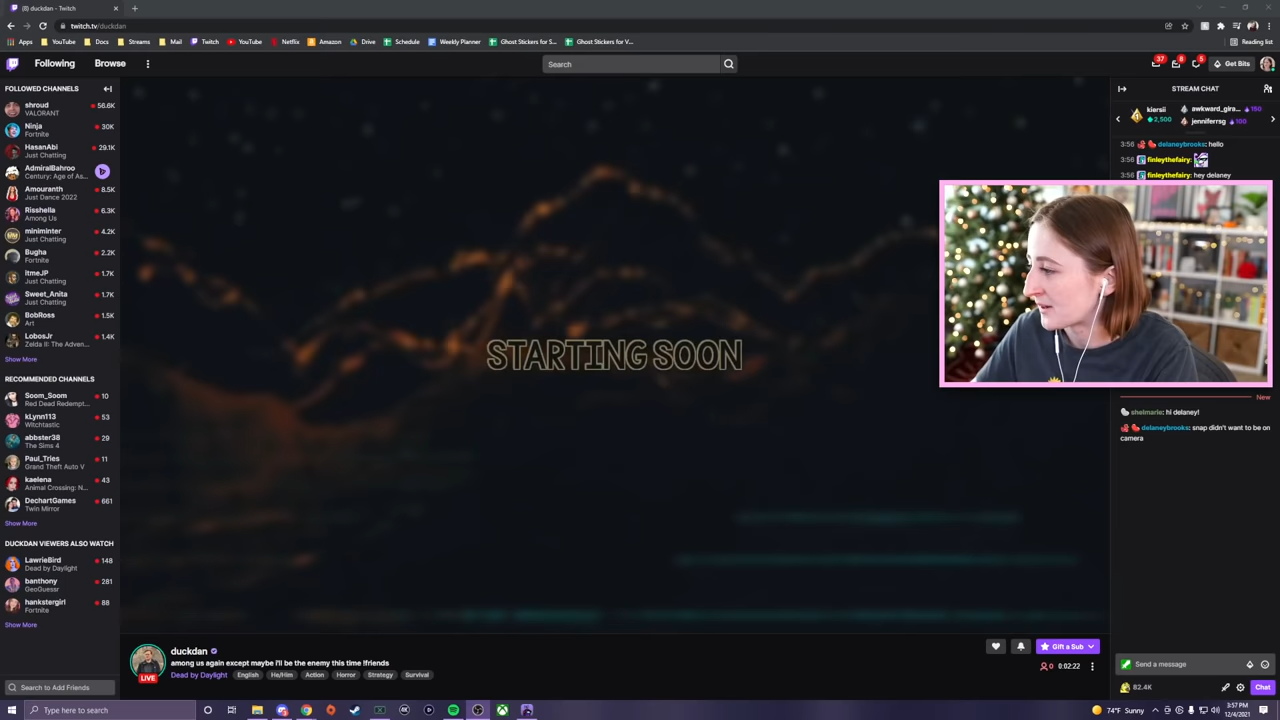 (8) duckdan - Twitch
twitch.tv/duckdan
Apps YouTube Docs Streams Mail Twitch YouTube Netflix Amazon Drive Schedule Weekly Planner Ghost Stickers for S... Ghost Stickers for V... Reading list
Following Browse Search 37 8 5 Get Bits
FOLLOWED CHANNELS
shroud 56.6K
VALORANT
Ninja 30K
Fortnite
HasanAbi 29.1K
Just Chatting
AdmiralBahroo
Century: Age of As...
Amouranth 8.5K
Just Dance 2022
Risshella 6.3K
Among Us
miniminter 4.2K
Just Chatting
Bugha 2.2K
Fortnite
itmeJP 1.7K
Just Chatting
Sweet_Anita 1.7K
Just Chatting
BobRoss 1.5K
Art
LobosJr 1.4K
Zelda II: The Adven...
Show More
RECOMMENDED CHANNELS
Soom_Soom 10
Red Dead Redempt...
kLynn113 53
Witchtastic
abbster38 29
The Sims 4
Paul_Tries 11
Grand Theft Auto V
kaelena 43
Animal Crossing: N...
DechartGames 661
Twin Mirror
Show More
DUCKDAN VIEWERS ALSO WATCH
LawrieBird 148
Dead by Daylight
banthony 281
GeoGuessr
hankstergirl 88
Fortnite
Show More
Search to Add Friends
STARTING SOON
duckdan
among us again except maybe i'll be the enemy this time !friends
Dead by Daylight English He/Him Action Horror Strategy Survival
LIVE
Gift a Sub
0 0:02:22
STREAM CHAT
1 kiersii 2,500
awkward_gira... 150
jenniferrsg 100
3:56 delaneybrooks: hello
3:56 finleythefairy:
3:56 finleythefairy: hey delaney
New
shelmarie: hi delaney!
delaneybrooks: snap didn't want to be on
camera
Send a message
82.4K Chat
Type here to search
74°F Sunny
3:57 PM
12/4/2021